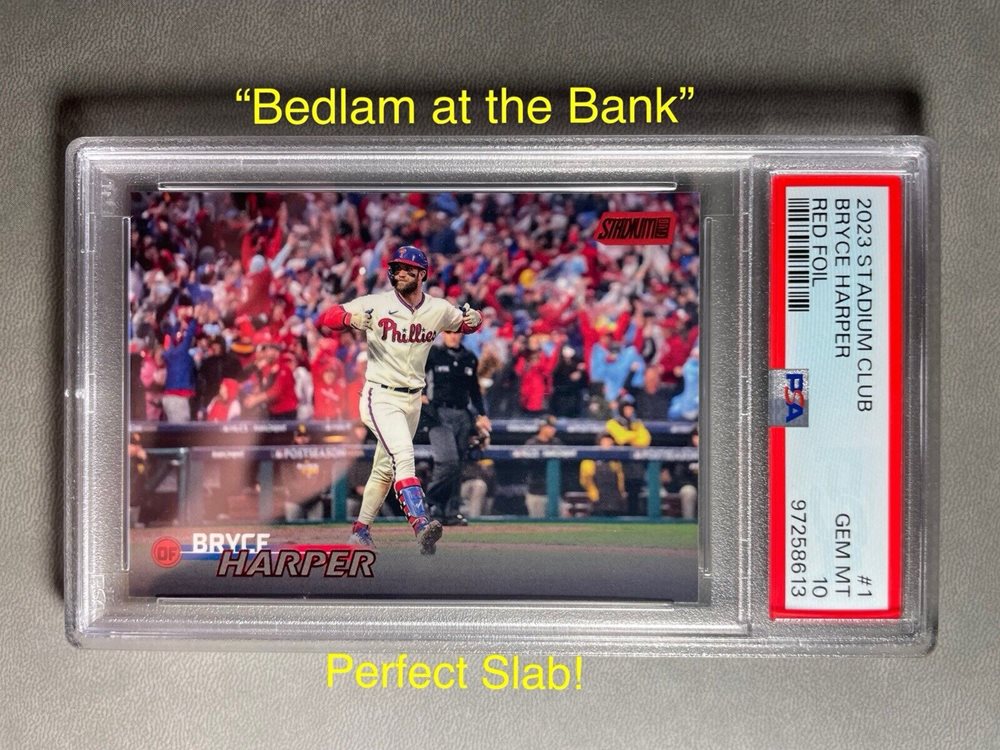 “Bedlam at the Bank”
STADIUM CLUB
Phillies
POSTSEASON
OF
BRYCE
HARPER
2023 STADIUM CLUB #1
BRYCE HARPER GEM MT
RED FOIL 10
PSA 97258613
Perfect Slab!